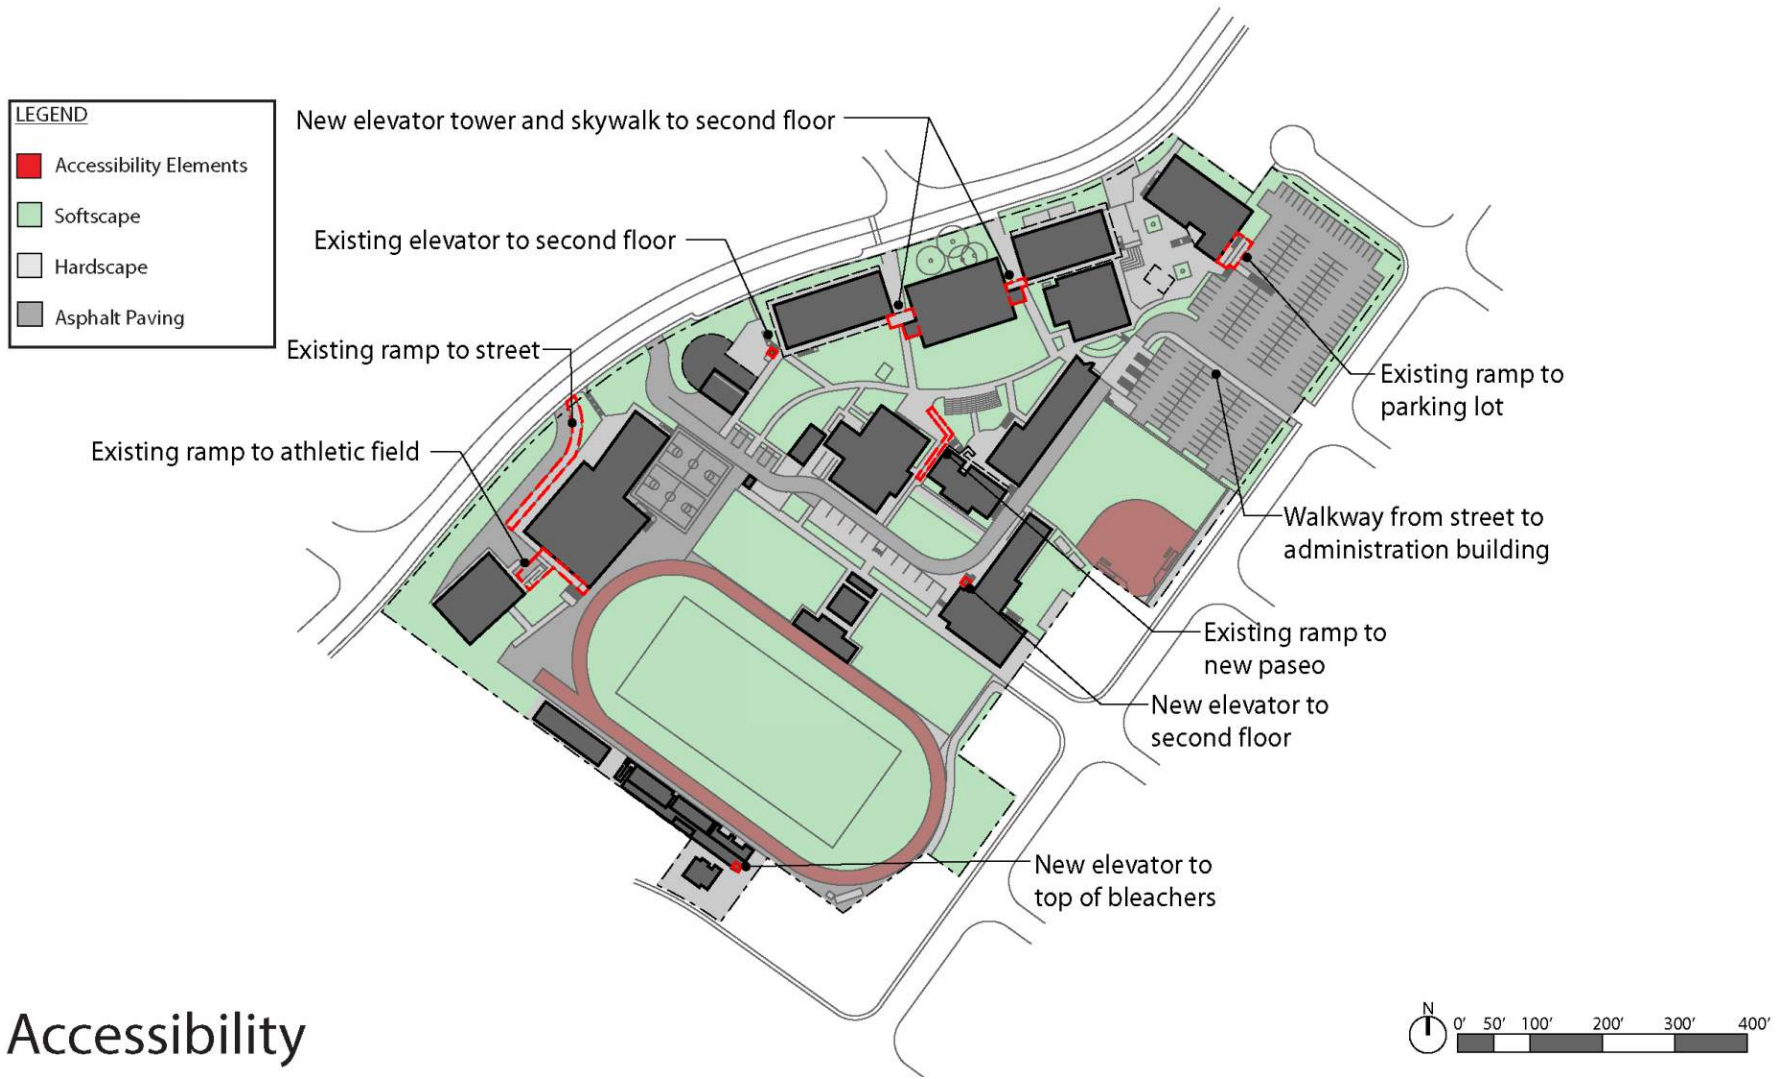 LEGEND
Accessibility Elements
Softscape
Hardscape
Asphalt Paving
New elevator tower and skywalk to second floor
Existing elevator to second floor
Existing ramp to street
Existing ramp to athletic field
Existing ramp to
parking lot
Walkway from street to
administration building
Existing ramp to
new paseo
New elevator to
second floor
New elevator to
top of bleachers
Accessibility
N
0' 50' 100' 200' 300' 400'